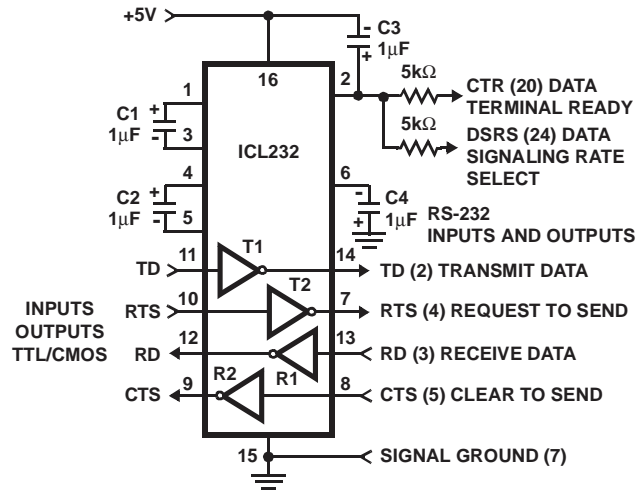 +5V
- C3
1μF
+
16
2
5kΩ
CTR (20) DATA
TERMINAL READY
5kΩ
DSRS (24) DATA
SIGNALING RATE
SELECT
1
C1 +
1μF -
3
ICL232
4
C2 +
1μF -
5
6
- C4
+ 1μF
RS-232
INPUTS AND OUTPUTS
T1
TD 11
14 TD (2) TRANSMIT DATA
T2
RTS 10
7 RTS (4) REQUEST TO SEND
INPUTS
OUTPUTS
TTL/CMOS
RD 12
13 RD (3) RECEIVE DATA
R1
CTS 9
R2
8 CTS (5) CLEAR TO SEND
15
SIGNAL GROUND (7)